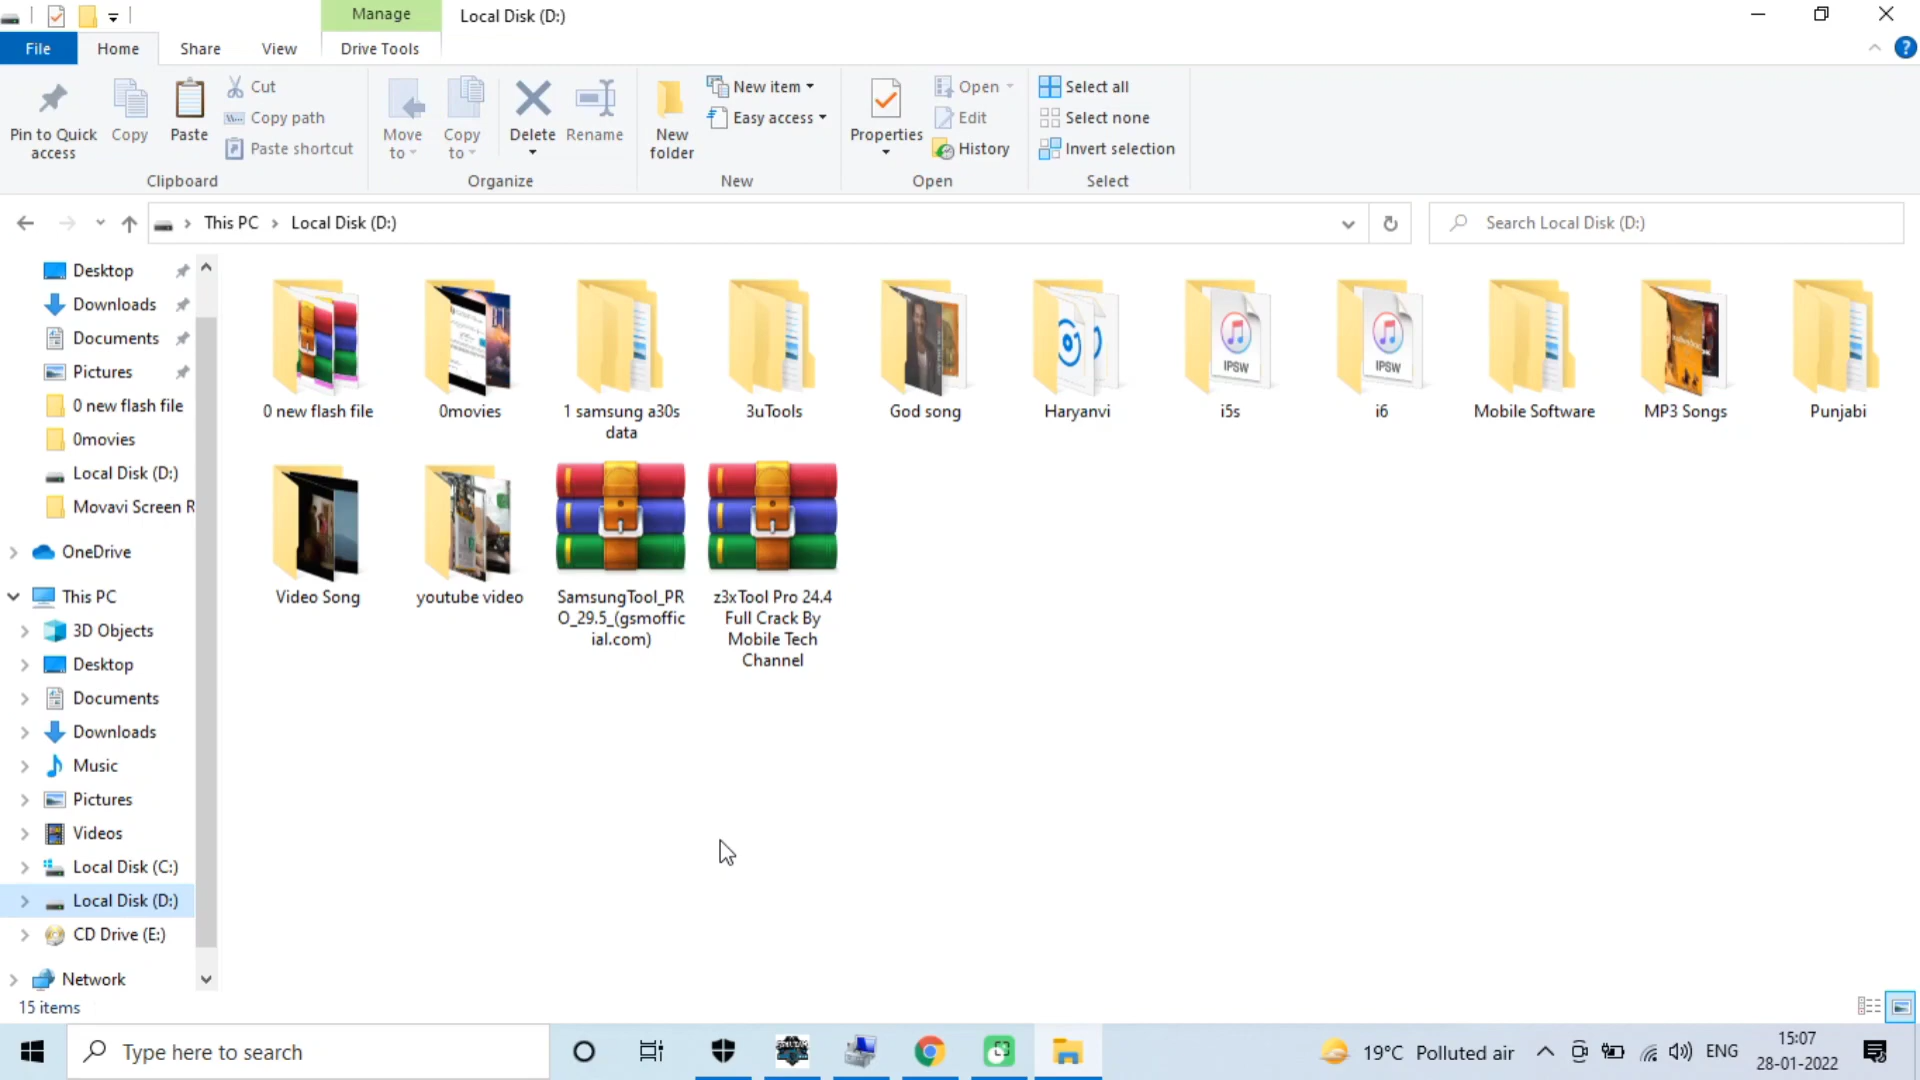 Manage
Local Disk (D:)
File
Home
Share
View
Drive Tools
Pin to Quick
access
Copy
Paste
Cut
Copy path
Paste shortcut
Clipboard
Move
to
Copy
to
Delete
Rename
Organize
New
folder
New item
Easy access
New
Properties
Open
Edit
History
Open
Select all
Select none
Invert selection
Select
This PC
Local Disk (D:)
Search Local Disk (D:)
Desktop
Downloads
Documents
Pictures
0 new flash file
0movies
Local Disk (D:)
Movavi Screen R
OneDrive
This PC
3D Objects
Desktop
Documents
Downloads
Music
Pictures
Videos
Local Disk (C:)
Local Disk (D:)
CD Drive (E:)
Network
0 new flash file
0movies
1 samsung a30s
data
3uTools
God song
Haryanvi
IPSW
i5s
IPSW
i6
Mobile Software
MP3 Songs
Punjabi
Video Song
youtube video
SamsungTool_PR
O_29.5_(gsmoffic
ial.com)
z3xTool Pro 24.4
Full Crack By
Mobile Tech
Channel
15 items
Type here to search
19°C Polluted air
ENG
15:07
28-01-2022